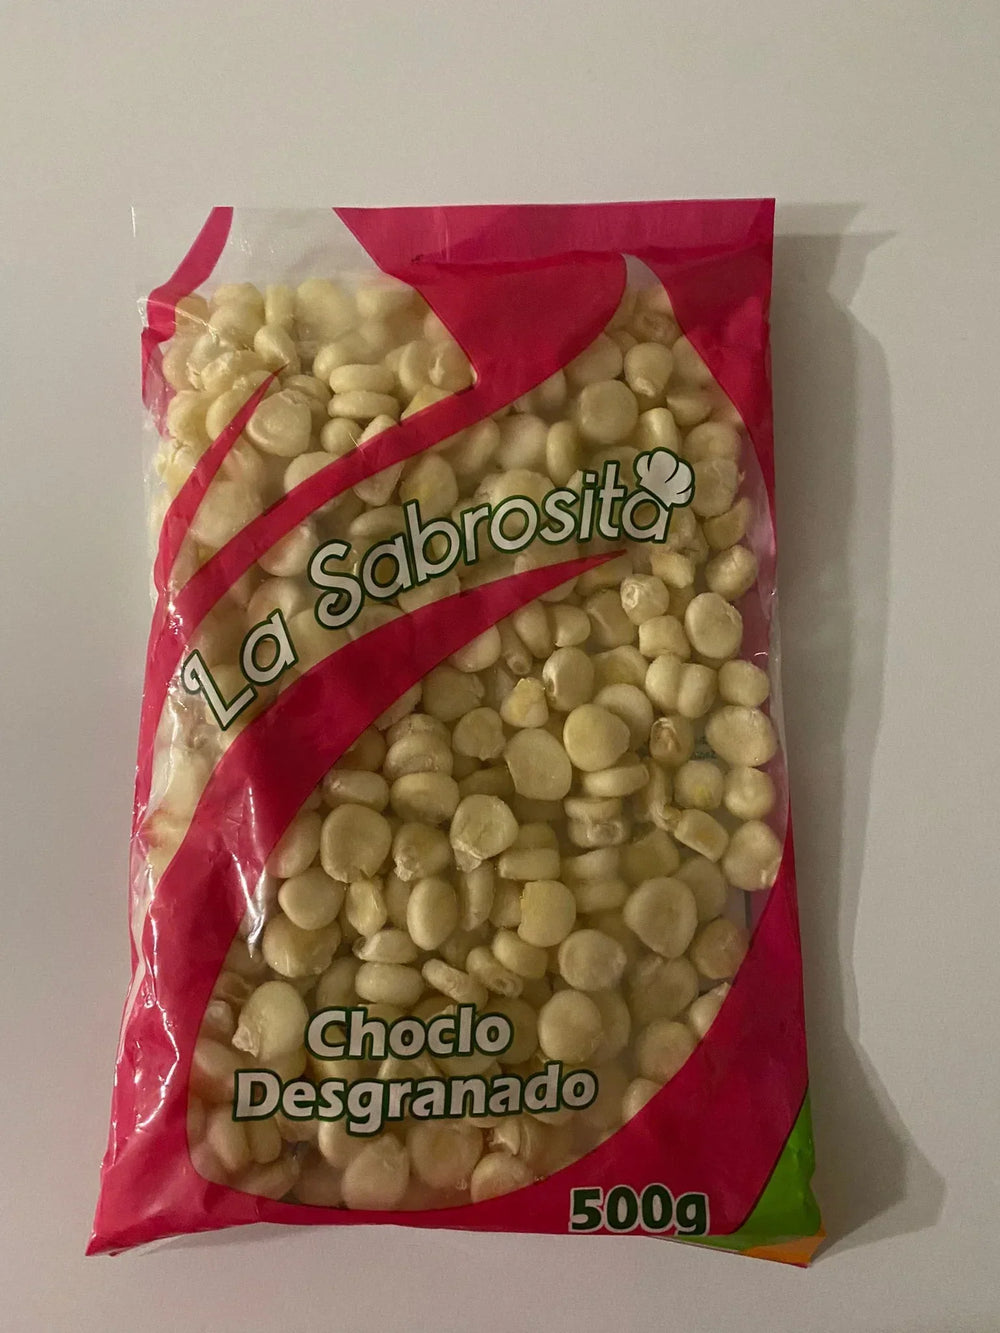 La Sabrosita
Choclo
Desgranado
500g